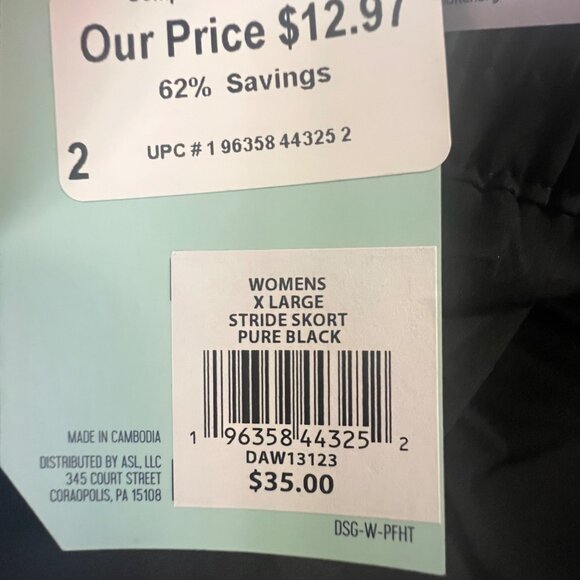 Our Price $12.97
62% Savings
UPC # 1 96358 44325 2
2
WOMENS
X LARGE
STRIDE SKORT
PURE BLACK
1 96358 44325 2
DAW13123
$35.00
MADE IN CAMBODIA
DISTRIBUTED BY ASL, LLC
345 COURT STREET
CORAOPOLIS, PA 15108
DSG-W-PFHT